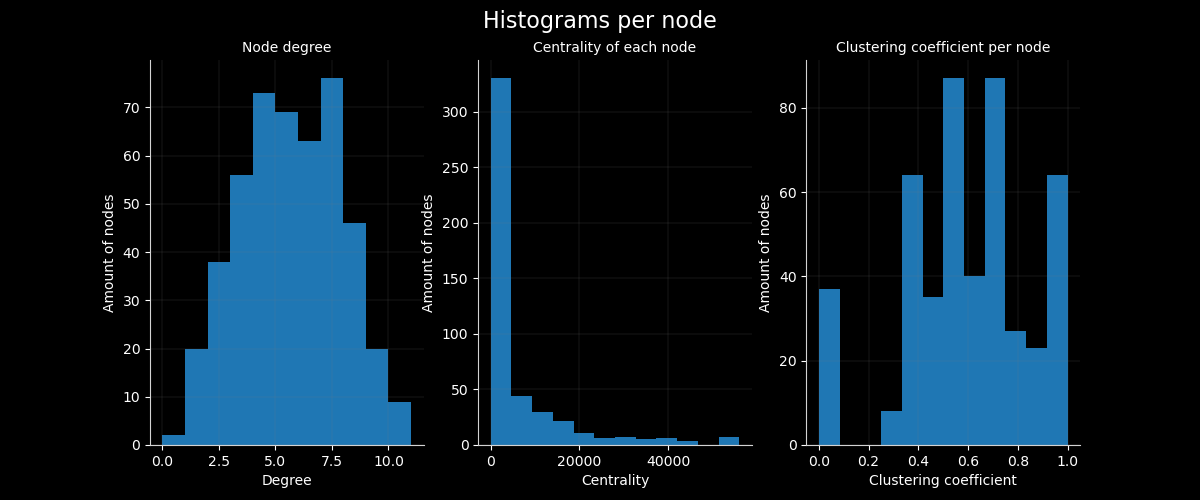 Histograms per node
Node degree
Centrality of each node
Clustering coefficient per node
Amount of nodes
70
60
50
40
30
20
10
0
0.0 2.5 5.0 7.5 10.0
Degree
Amount of nodes
300
250
200
150
100
50
0
0 20000 40000
Centrality
Amount of nodes
80
60
40
20
0
0.0 0.2 0.4 0.6 0.8 1.0
Clustering coefficient